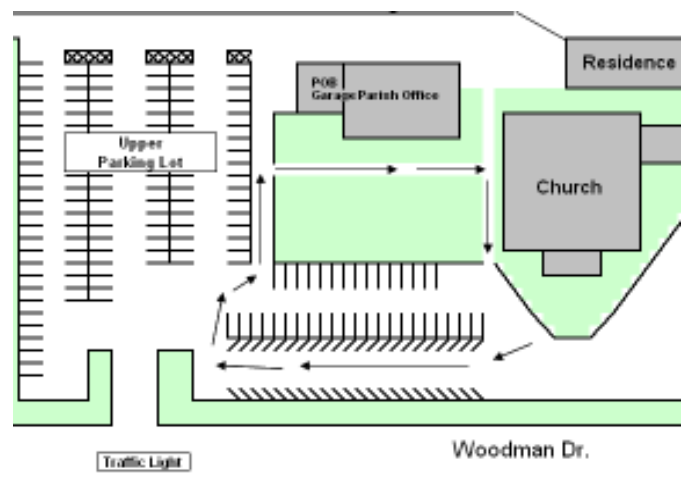 Residence
POB
Garage Parish Office
Upper
Parking Lot
Church
Woodman Dr.
Traffic Light